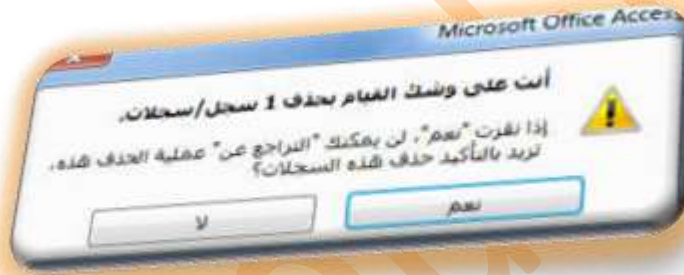 Microsoft Office Access
أنت على وشك القيام بحذف 1 سجل/سجلات.
إذا نقرت "نعم"، لن يمكنك "التراجع عن" عملية الحذف هذه.
تريد بالتأكيد حذف هذه السجلات؟
نعم
لا